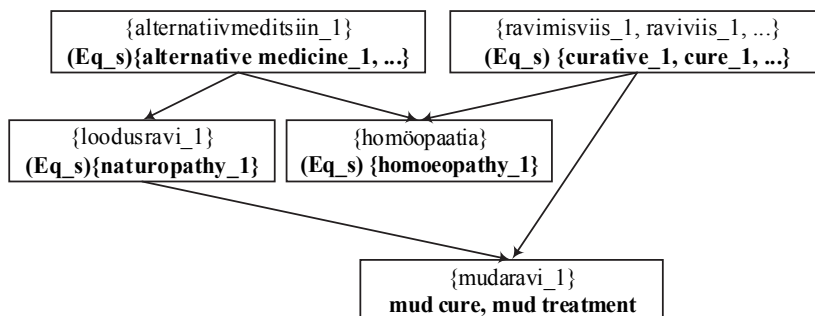 {alternatiivmeditsiin_1}
(Eq_s){alternative medicine_1, ...}
{ravimisviis_1, raviviis_1, ...}
(Eq_s) {curative_1, cure_1, ...}
{loodusravi_1}
(Eq_s){naturopathy_1}
{homöopaatia}
(Eq_s) {homoeopathy_1}
{mudaravi_1}
mud cure, mud treatment